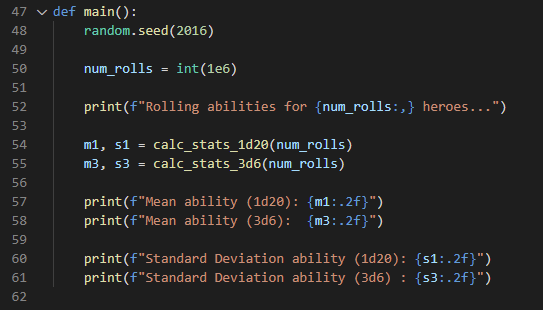 47 def main():
48     random.seed(2016)
49
50     num_rolls = int(1e6)
51
52     print(f"Rolling abilities for {num_rolls:,} heroes...")
53
54     m1, s1 = calc_stats_1d20(num_rolls)
55     m3, s3 = calc_stats_3d6(num_rolls)
56
57     print(f"Mean ability (1d20): {m1:.2f}")
58     print(f"Mean ability (3d6):  {m3:.2f}")
59
60     print(f"Standard Deviation ability (1d20): {s1:.2f}")
61     print(f"Standard Deviation ability (3d6) : {s3:.2f}")
62